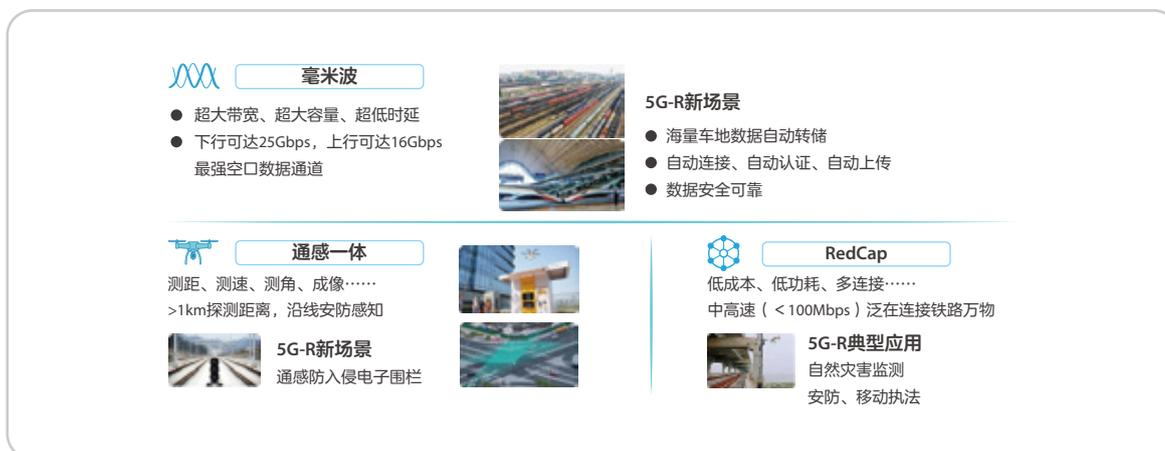 毫米波
● 超大带宽、超大容量、超低时延
● 下行可达25Gbps，上行可达16Gbps
最强空口数据通道
5G-R新场景
● 海量车地数据自动转储
● 自动连接、自动认证、自动上传
● 数据安全可靠
通感一体
测距、测速、测角、成像……
>1km探测距离，沿线安防感知
5G-R新场景
通感防入侵电子围栏
RedCap
低成本、低功耗、多连接……
中高速（＜100Mbps）泛在连接铁路万物
5G-R典型应用
自然灾害监测
安防、移动执法